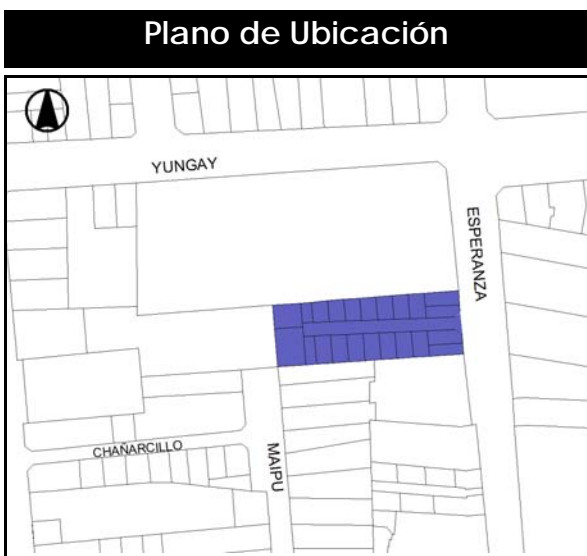 Plano de Ubicación
YUNGAY
ESPERANZA
CHAÑARCILLO
MAIPU